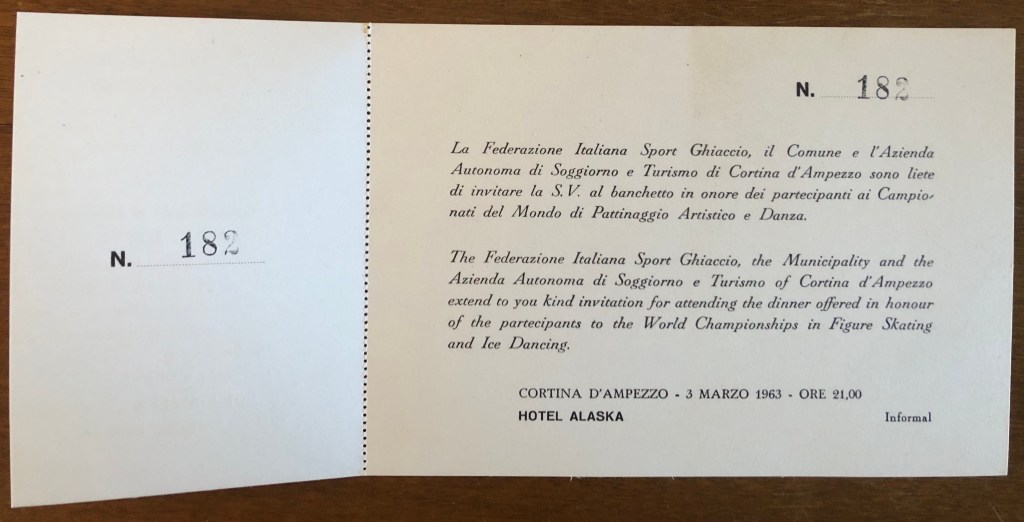 N. 182
N. 182
La Federazione Italiana Sport Ghiaccio, il Comune e l'Azienda
Autonoma di Soggiorno e Turismo di Cortina d'Ampezzo sono liete
di invitare la S. V. al banchetto in onore dei partecipanti ai Campio-
nati del Mondo di Pattinaggio Artistico e Danza.
The Federazione Italiana Sport Ghiaccio, the Municipality and the
Azienda Autonoma di Soggiorno e Turismo of Cortina d'Ampezzo
extend to you kind invitation for attending the dinner offered in honour
of the partecipants to the World Championships in Figure Skating
and Ice Dancing.
CORTINA D'AMPEZZO - 3 MARZO 1963 - ORE 21,00
HOTEL ALASKA Informal